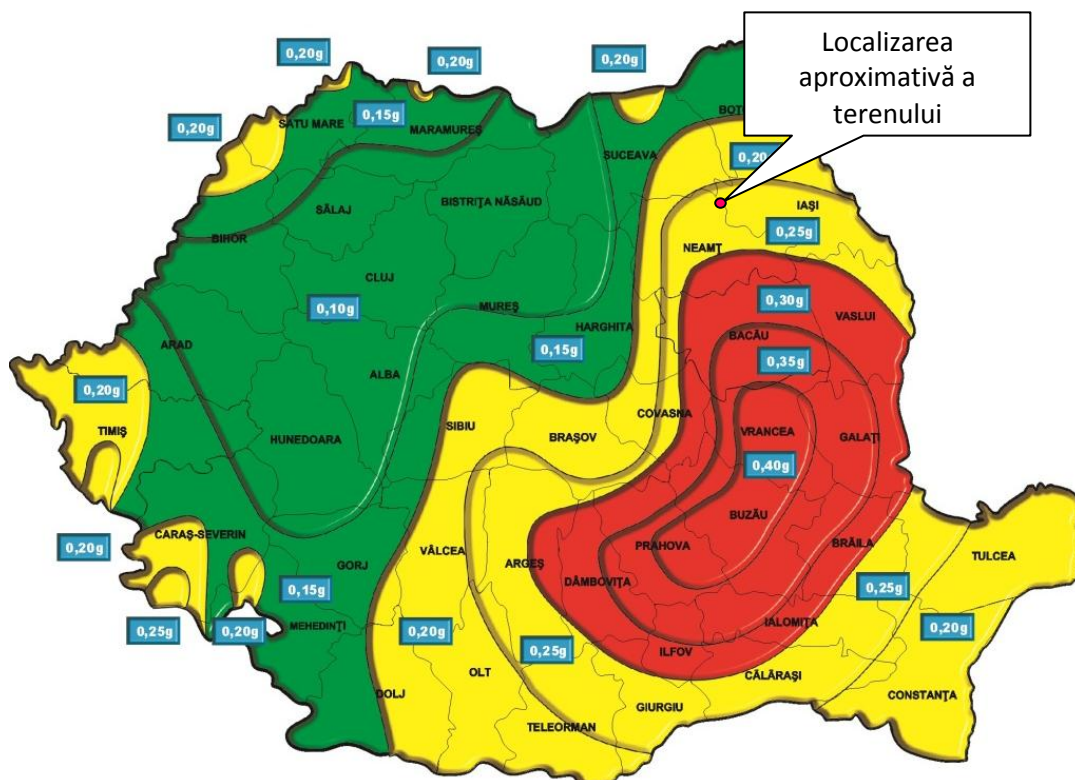 Localizarea
aproximativă a
terenului
0,20g
0,20g
0,20g
0,20g
0,15g
SATU MARE
MARAMUREŞ
SUCEAVA
0,20
BISTRIŢA NĂSĂUD
SĂLAJ
IAŞI
BIHOR
0,25g
NEAMŢ
CLUJ
0,10g
MUREŞ
0,30g
VASLUI
HARGHITA
BACĂU
ARAD
0,15g
0,35g
ALBA
0,20g
COVASNA
TIMIŞ
SIBIU
BRAŞOV
VRANCEA
GALAŢI
HUNEDOARA
0,40g
BUZĂU
CARAŞ-SEVERIN
0,20g
VÂLCEA
PRAHOVA
BRĂILA
TULCEA
GORJ
ARGEŞ
DÂMBOVIŢA
0,25g
0,15g
MEHEDINŢI
IALOMIŢA
0,25g
0,20g
0,20g
0,20g
0,25g
ILFOV
OLT
CĂLĂRAŞI
DOLJ
GIURGIU
CONSTANŢA
TELEORMAN